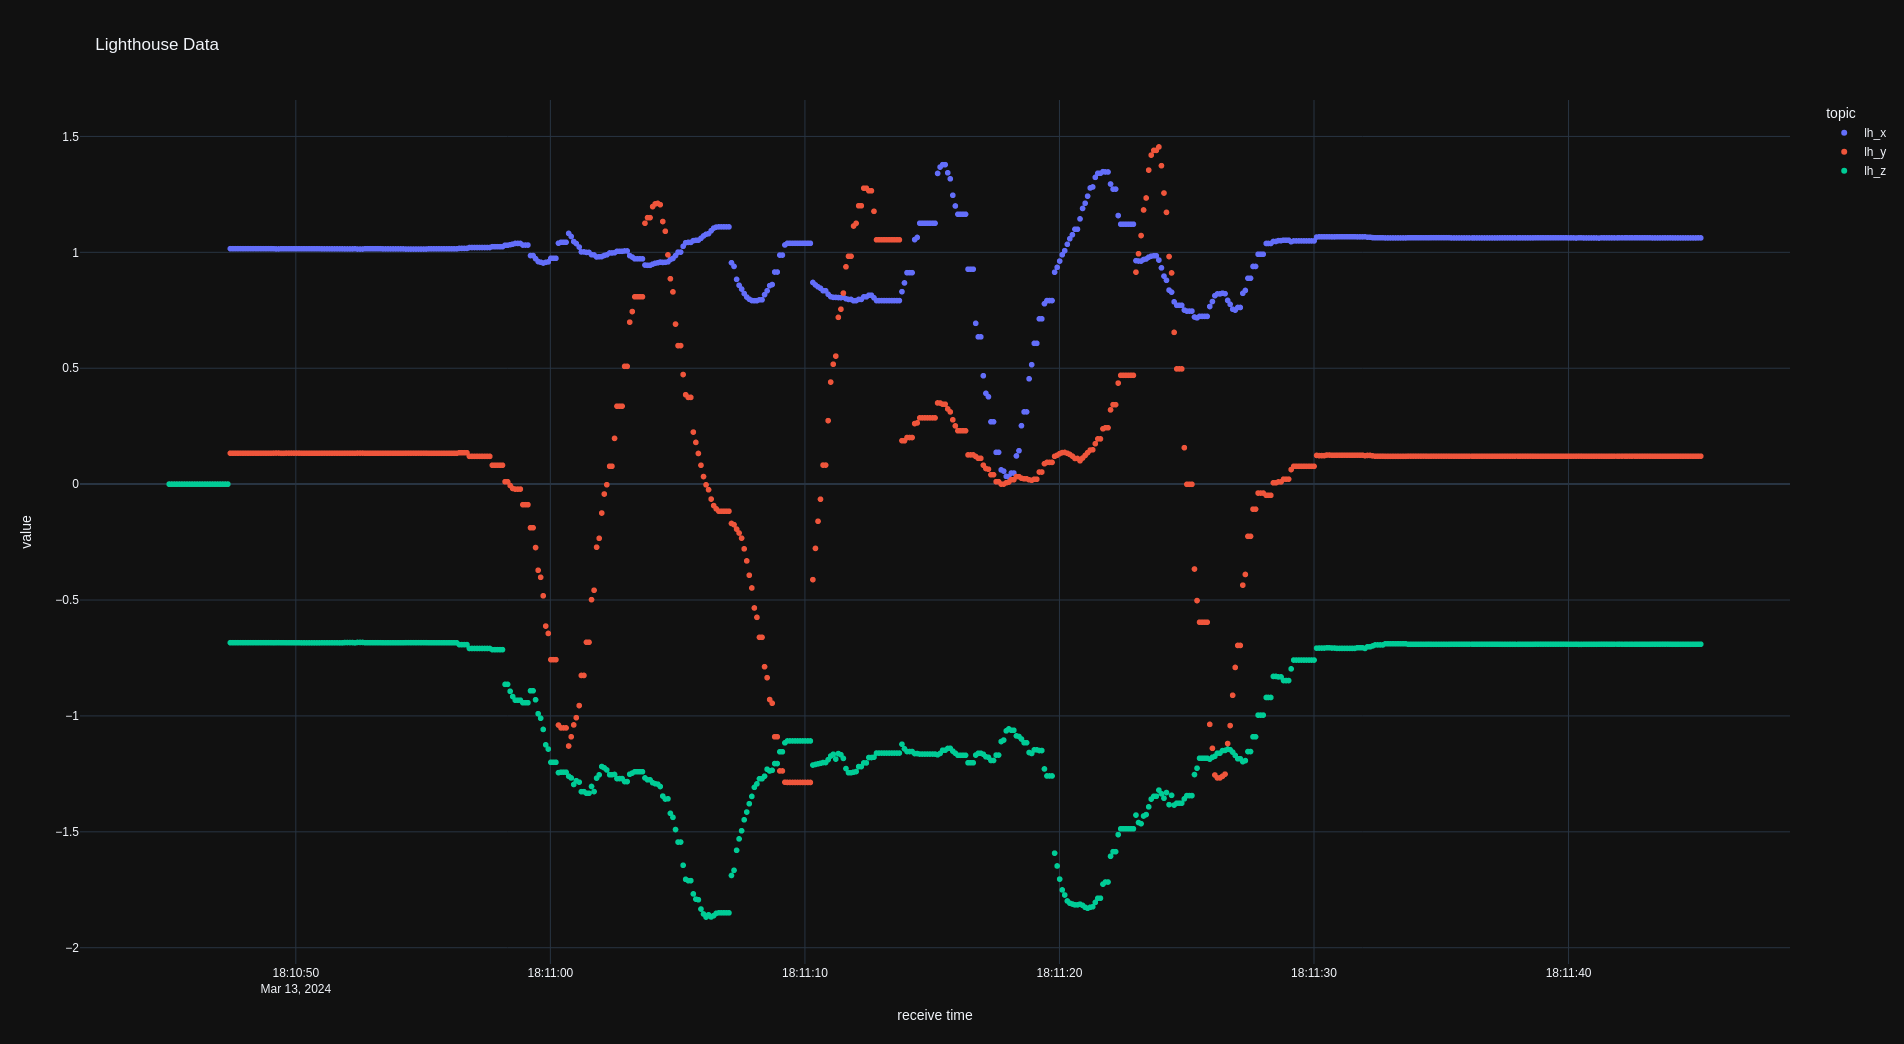 Lighthouse Data
topic
lh_x
lh_y
lh_z
1.5
1
0.5
0
−0.5
−1
−1.5
−2
value
18:10:50
Mar 13, 2024
18:11:00
18:11:10
18:11:20
18:11:30
18:11:40
receive time